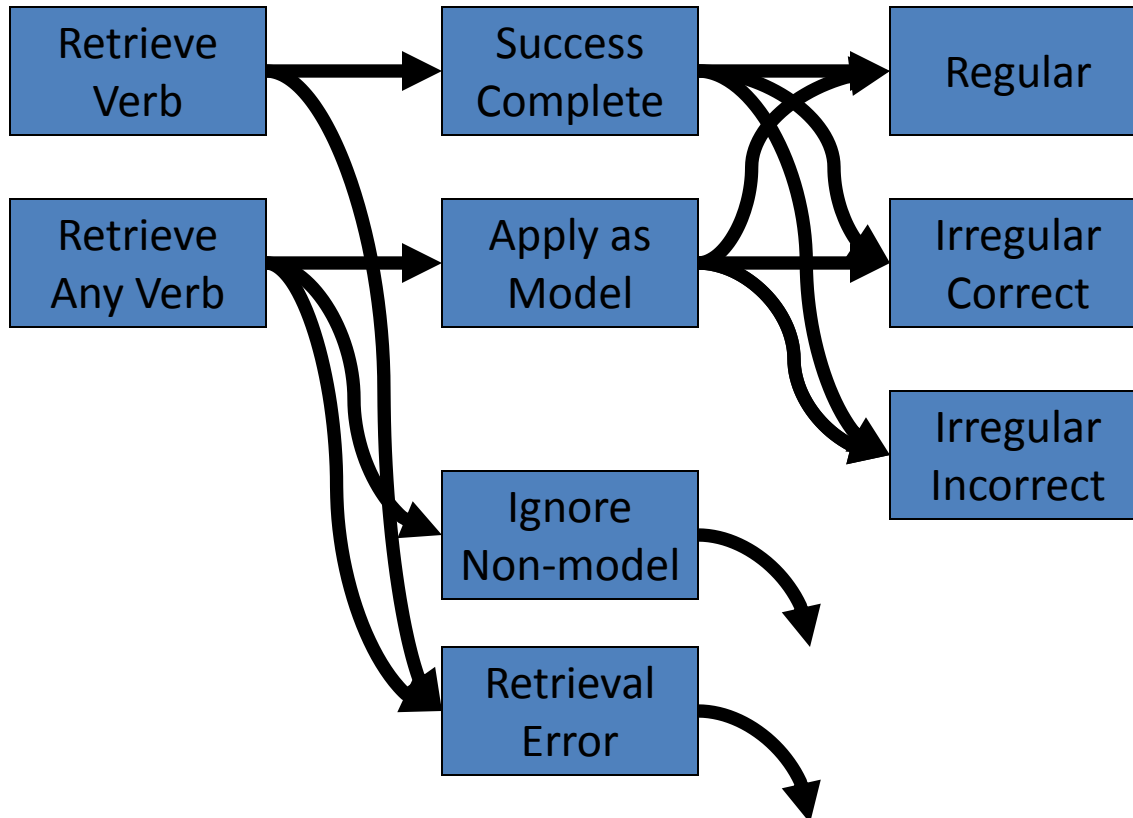 Retrieve
Verb
Success
Complete
Regular
Retrieve
Any Verb
Apply as
Model
Irregular
Correct
Irregular
Incorrect
Ignore
Non-model
Retrieval
Error